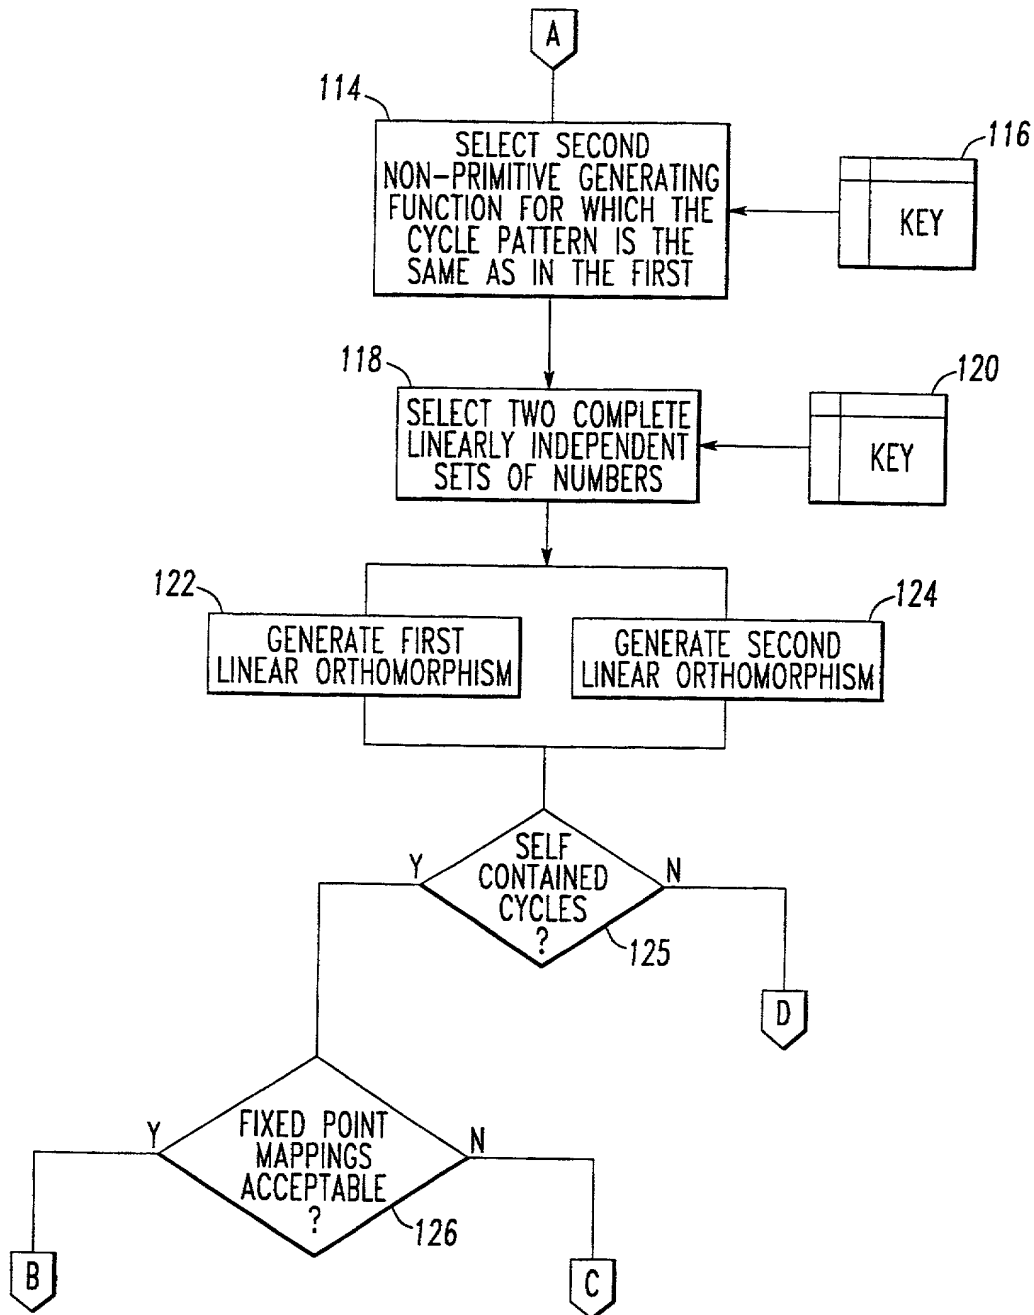 A
114
SELECT SECOND
NON-PRIMITIVE GENERATING
FUNCTION FOR WHICH THE
CYCLE PATTERN IS THE
SAME AS IN THE FIRST
116
KEY
118
SELECT TWO COMPLETE
LINEARLY INDEPENDENT
SETS OF NUMBERS
120
KEY
122
GENERATE FIRST
LINEAR ORTHOMORPHISM
124
GENERATE SECOND
LINEAR ORTHOMORPHISM
Y
SELF
CONTAINED
CYCLES
?
N
125
D
Y
FIXED POINT
MAPPINGS
ACCEPTABLE
?
N
126
B
C